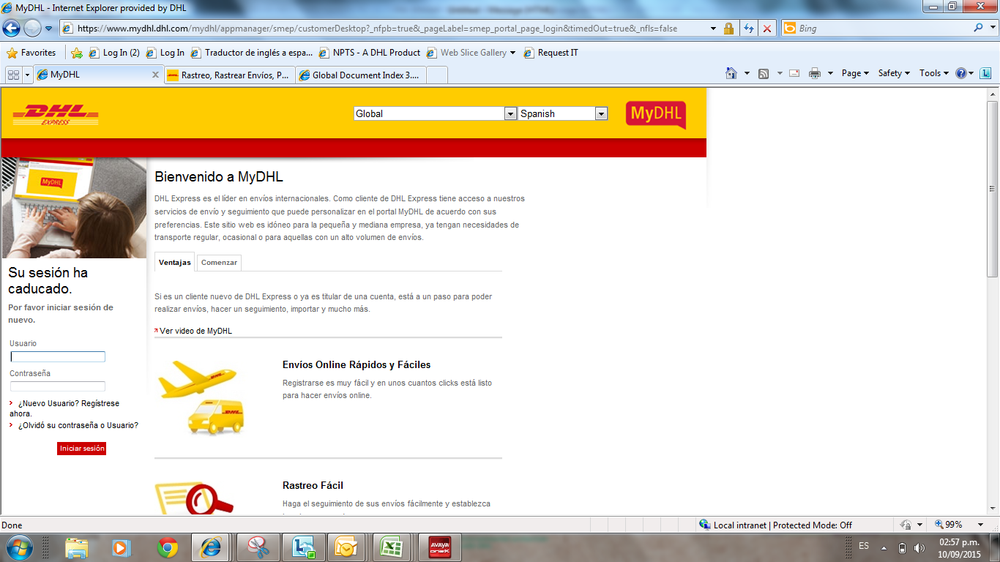 MyDHL - Internet Explorer provided by DHL
https://www.mydhl.dhl.com/mydhl/appmanager/smep/customerDesktop?_nfpb=true&_pageLabel=smep_portal_page_login&timedOut=true&_nfls=false
Bing
Favorites
Log In (2)
Log In
Traductor de inglés a espa...
NPTS - A DHL Product
Web Slice Gallery
Request IT
MyDHL
Rastreo, Rastrear Envíos, P...
Global Document Index 3....
Page
Safety
Tools
DHL
EXPRESS
Global
Spanish
MyDHL
MyDHL
Bienvenido a MyDHL
DHL Express es el líder en envíos internacionales. Como cliente de DHL Express tiene acceso a nuestros
servicios de envío y seguimiento que puede personalizar en el portal MyDHL de acuerdo con sus
preferencias. Este sitio web es idóneo para la pequeña y mediana empresa, ya tengan necesidades de
transporte regular, ocasional o para aquellas con un alto volumen de envíos.
Ventajas
Comenzar
Si es un cliente nuevo de DHL Express o ya es titular de una cuenta, está a un paso para poder
realizar envíos, hacer un seguimiento, importar y mucho más.
Ver video de MyDHL
Su sesión ha
caducado.
Por favor iniciar sesión de
nuevo.
Usuario
Contraseña
¿Nuevo Usuario? Regístrese
ahora.
¿Olvidó su contraseña o Usuario?
Iniciar sesión
Envíos Online Rápidos y Fáciles
Registrarse es muy fácil y en unos cuantos clicks está listo
para hacer envíos online.
DHL
Rastreo Fácil
Haga el seguimiento de sus envíos fácilmente y establezca
Done
Local intranet | Protected Mode: Off
99%
AVAYA
one-X
ES
02:57 p.m.
10/09/2015